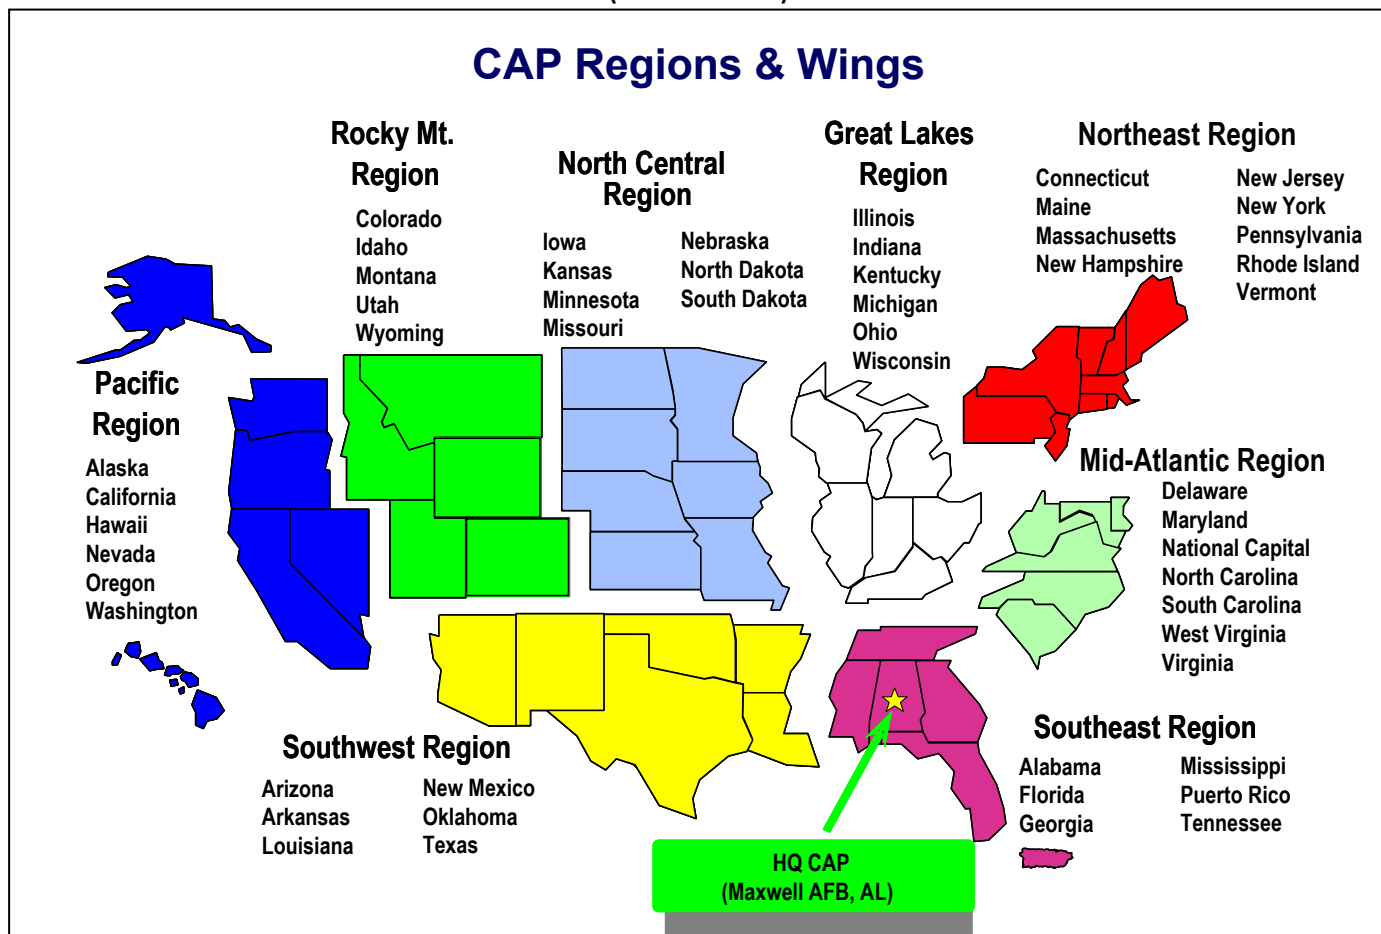 CAP Regions & Wings
Rocky Mt.
Region
Colorado
Idaho
Montana
Utah
Wyoming
North Central
Region
Iowa
Kansas
Minnesota
Missouri
Nebraska
North Dakota
South Dakota
Great Lakes
Region
Illinois
Indiana
Kentucky
Michigan
Ohio
Wisconsin
Northeast Region
Connecticut
Maine
Massachusetts
New Hampshire
New Jersey
New York
Pennsylvania
Rhode Island
Vermont
Pacific
Region
Alaska
California
Hawaii
Nevada
Oregon
Washington
Mid-Atlantic Region
Delaware
Maryland
National Capital
North Carolina
South Carolina
West Virginia
Virginia
Southwest Region
Arizona
Arkansas
Louisiana
New Mexico
Oklahoma
Texas
Southeast Region
Alabama
Florida
Georgia
Mississippi
Puerto Rico
Tennessee
HQ CAP
(Maxwell AFB, AL)